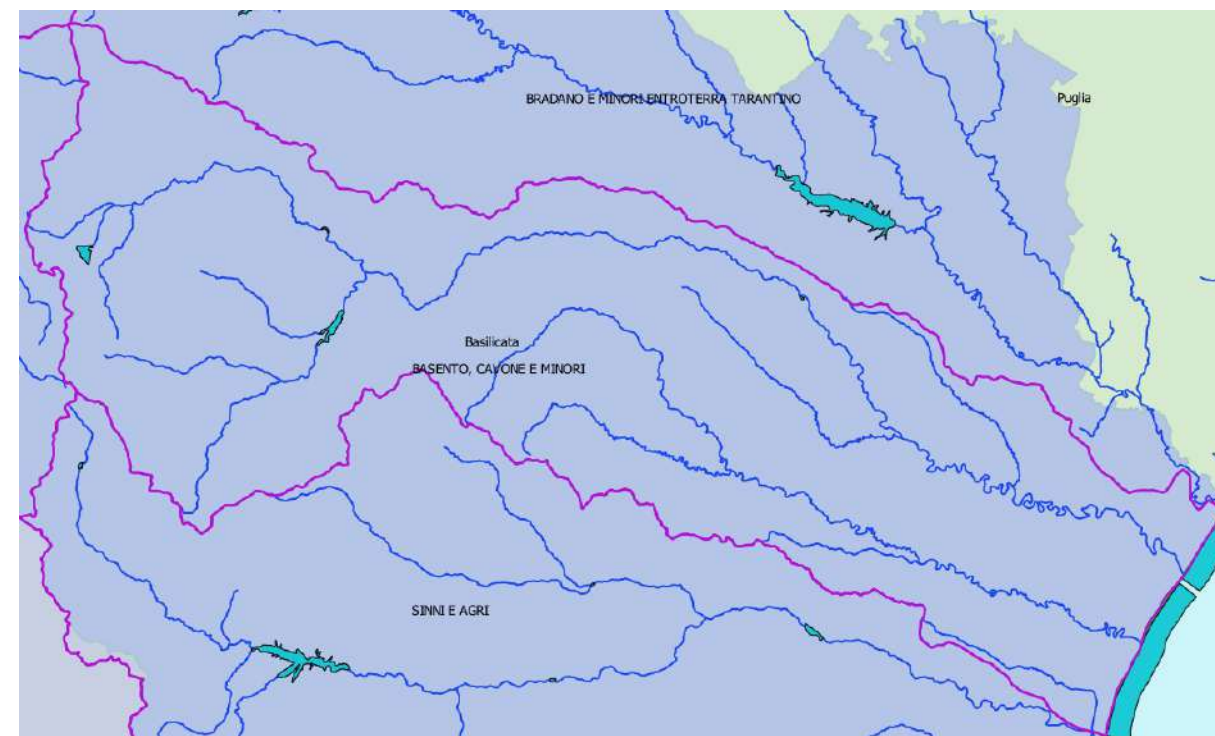 BRADANO E MINORI ENTROTERRA TARANTINO
Puglia
Basilicata
BASENTO, CAVONE E MINORI
SINNI E AGRI